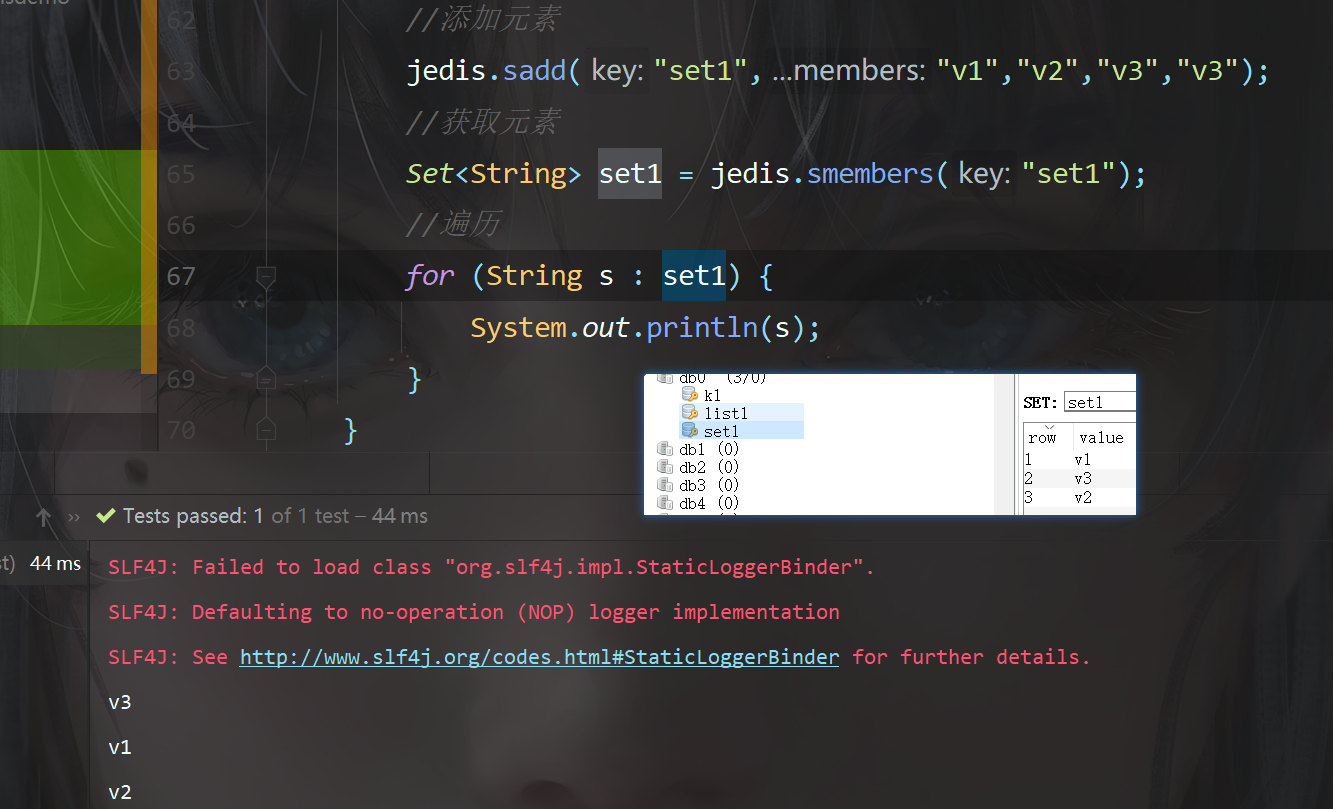 62 //添加元素
63 jedis.sadd( key: "set1", ...members: "v1","v2","v3","v3");
64 //获取元素
65 Set<String> set1 = jedis.smembers( key: "set1");
66 //遍历
67 for (String s : set1) {
68 System.out.println(s);
69 }
70 }
db0 (3/0)
k1
list1
set1
db1 (0)
db2 (0)
db3 (0)
db4 (0)
SET: set1
row value
1 v1
2 v3
3 v2
Tests passed: 1 of 1 test – 44 ms
44 ms
SLF4J: Failed to load class "org.slf4j.impl.StaticLoggerBinder".
SLF4J: Defaulting to no-operation (NOP) logger implementation
SLF4J: See http://www.slf4j.org/codes.html#StaticLoggerBinder for further details.
v3
v1
v2